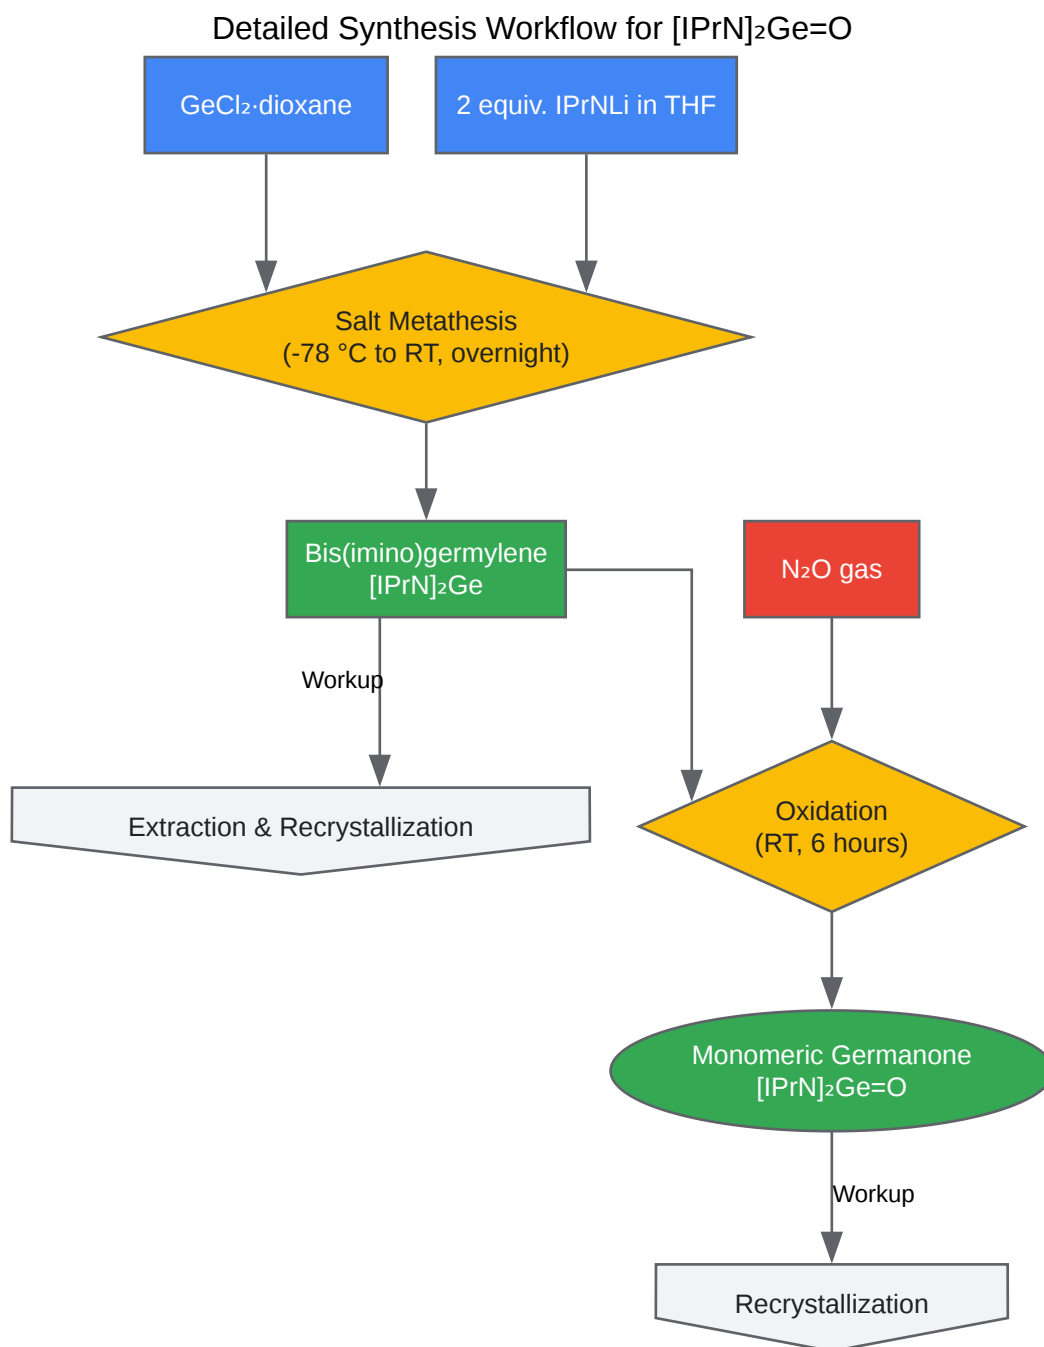 Detailed Synthesis Workflow for [IPrN]₂Ge=O
GeCl₂·dioxane
2 equiv. IPrNLi in THF
Salt Metathesis
(-78 °C to RT, overnight)
Bis(imino)germylene
[IPrN]₂Ge
N₂O gas
Workup
Extraction & Recrystallization
Oxidation
(RT, 6 hours)
Monomeric Germanone
[IPrN]₂Ge=O
Workup
Recrystallization